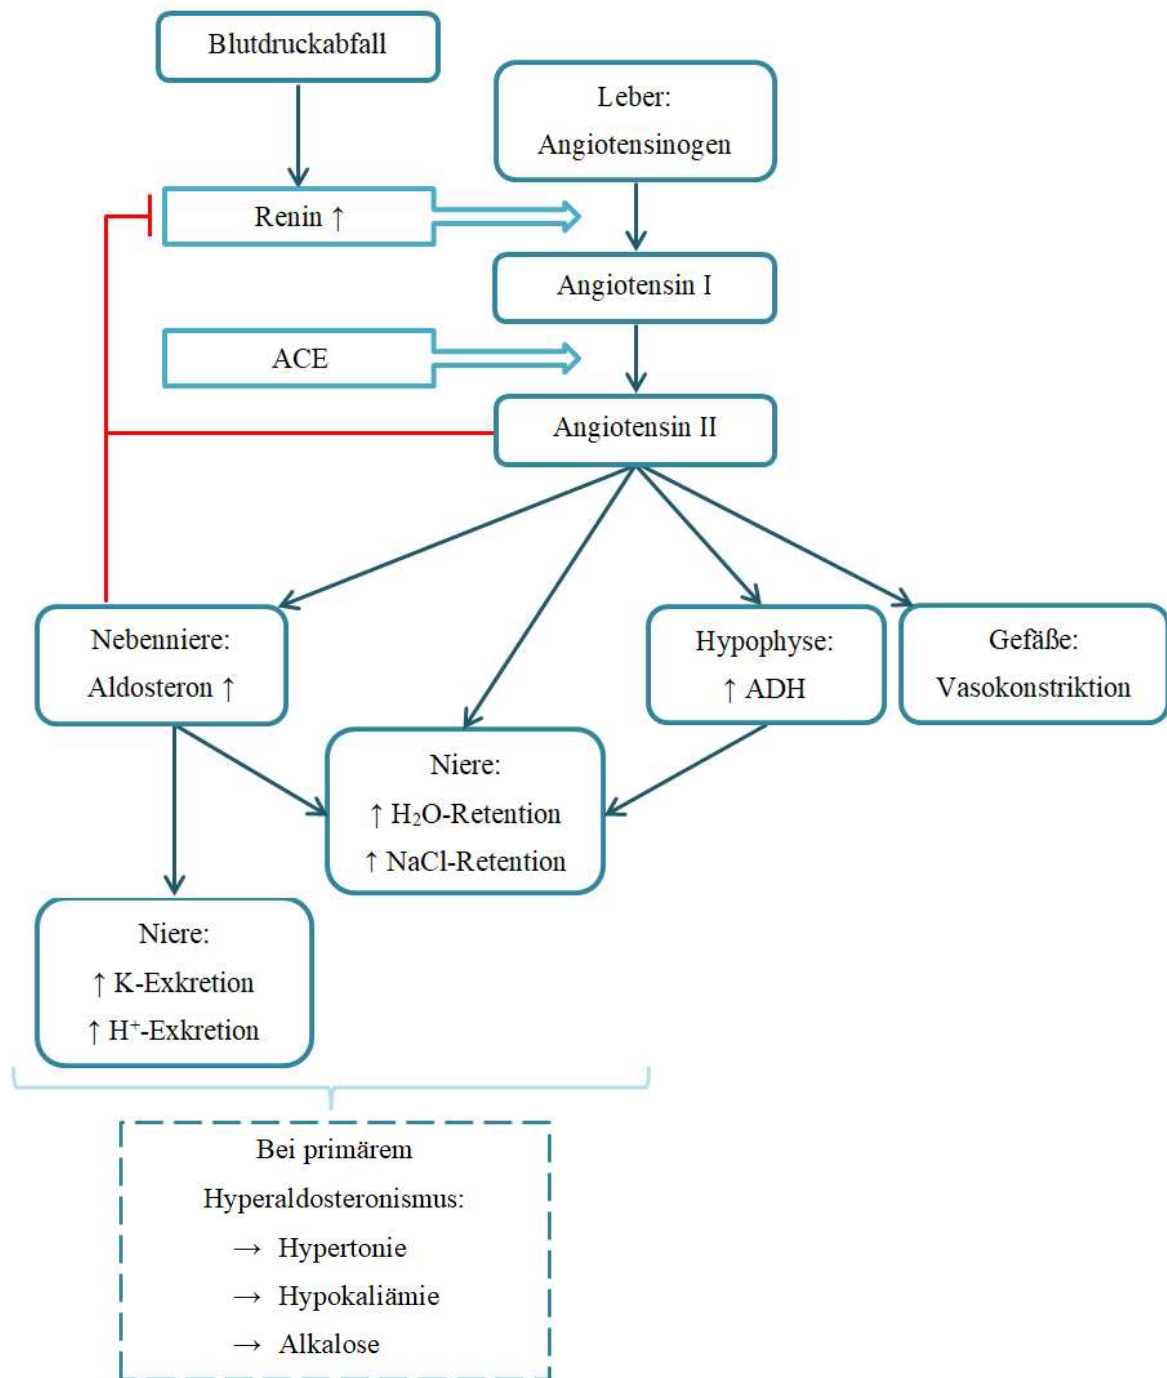 Blutdruckabfall
Leber:
Angiotensinogen
Renin ↑
Angiotensin I
ACE
Angiotensin II
Nebenniere:
Aldosteron ↑
Hypophyse:
↑ ADH
Gefäße:
Vasokonstriktion
Niere:
↑ H₂O-Retention
↑ NaCl-Retention
Niere:
↑ K-Exkretion
↑ H⁺-Exkretion
Bei primärem
Hyperaldosteronismus:
→ Hypertonie
→ Hypokaliämie
→ Alkalose